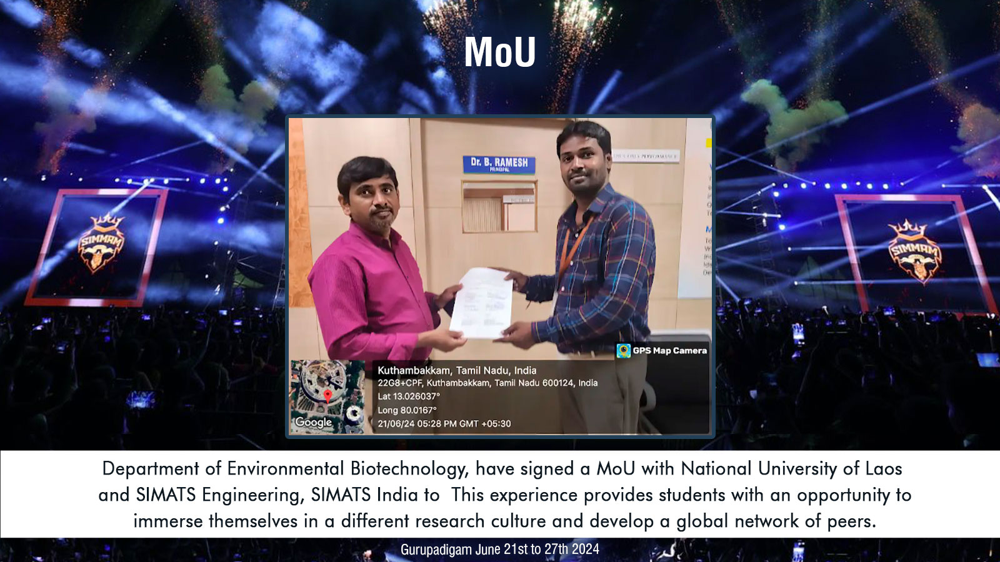 MoU
SIMMAM
SIMMAM
Dr. B. RAMESH
PRINCIPAL
PERFORMANCE
GPS Map Camera
Google
Kuthambakkam, Tamil Nadu, India
22G8+CPF, Kuthambakkam, Tamil Nadu 600124, India
Lat 13.026037°
Long 80.0167°
21/06/24 05:28 PM GMT +05:30
Department of Environmental Biotechnology, have signed a MoU with National University of Laos
and SIMATS Engineering, SIMATS India to This experience provides students with an opportunity to
immerse themselves in a different research culture and develop a global network of peers.
Gurupadigam June 21st to 27th 2024